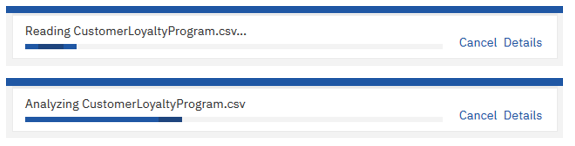 Reading CustomerLoyaltyProgram.csv...
Cancel Details
Analyzing CustomerLoyaltyProgram.csv
Cancel Details